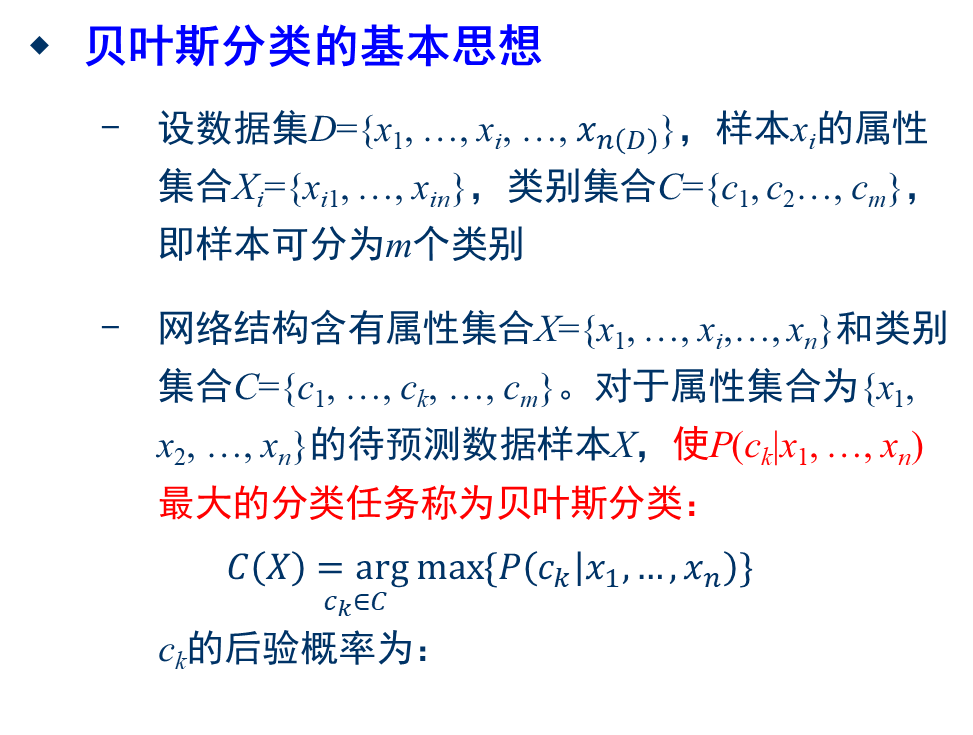 ◆ 贝叶斯分类的基本思想
– 设数据集D={x₁, …, xᵢ, …, x_{n(D)}}，样本xᵢ的属性
集合Xᵢ={xᵢ₁, …, xᵢₙ}，类别集合C={c₁, c₂…, cₘ}，
即样本可分为m个类别
– 网络结构含有属性集合X={x₁, …, xᵢ,…, xₙ}和类别
集合C={c₁, …, cₖ, …, cₘ}。对于属性集合为{x₁,
x₂, …, xₙ}的待预测数据样本X，使P(cₖ|x₁, …, xₙ)
最大的分类任务称为贝叶斯分类：
C(X) = arg max{P(cₖ|x₁, … , xₙ)}
cₖ∈C
cₖ的后验概率为：